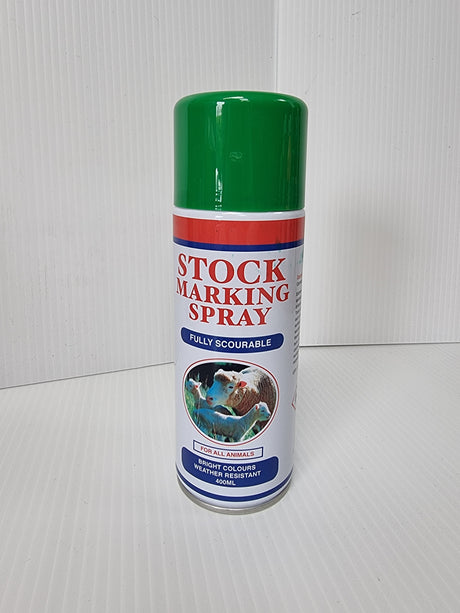 STOCK
MARKING
SPRAY
FULLY SCOURABLE
FOR ALL ANIMALS
BRIGHT COLOURS
WEATHER RESISTANT
400ML